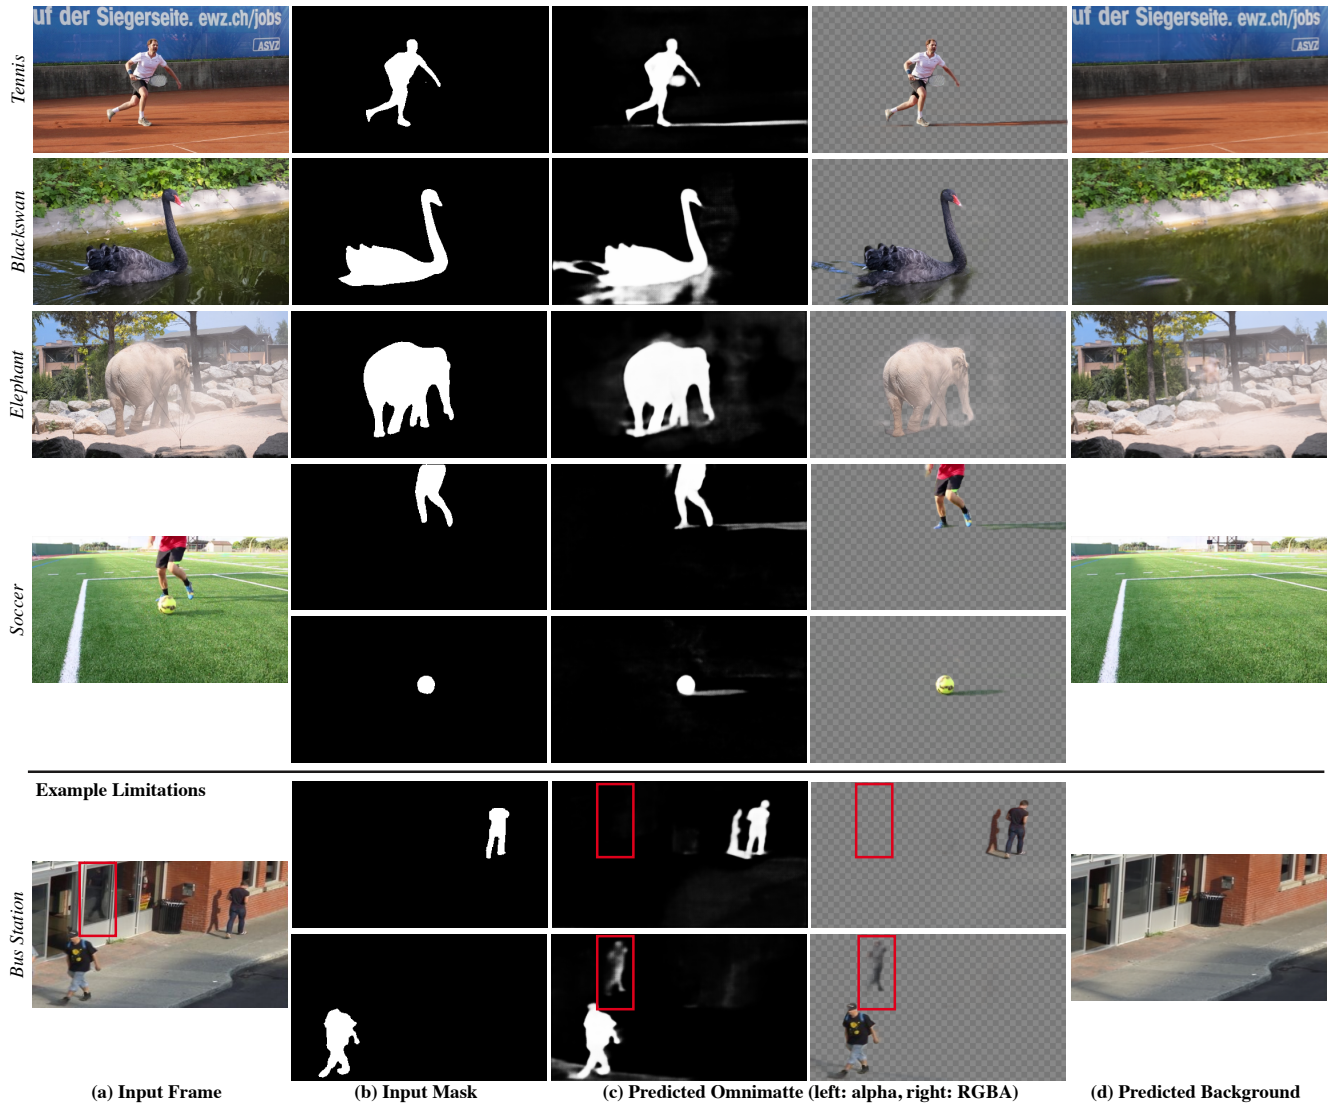 Tennis
uf der Siegerseite. ewz.ch/jobs
ASVZ
uf der Siegerseite. ewz.ch/jobs
ASVZ
Blackswan
Elephant
Soccer
Example Limitations
Bus Station
(a) Input Frame
(b) Input Mask
(c) Predicted Omnimatte (left: alpha, right: RGBA)
(d) Predicted Background